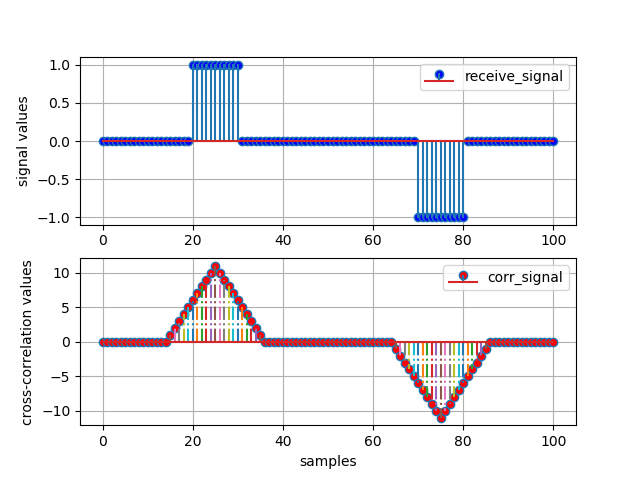 signal values
1.0
0.5
0.0
−0.5
−1.0
receive_signal
0 20 40 60 80 100
cross-correlation values
10
5
0
−5
−10
corr_signal
0 20 40 60 80 100
samples